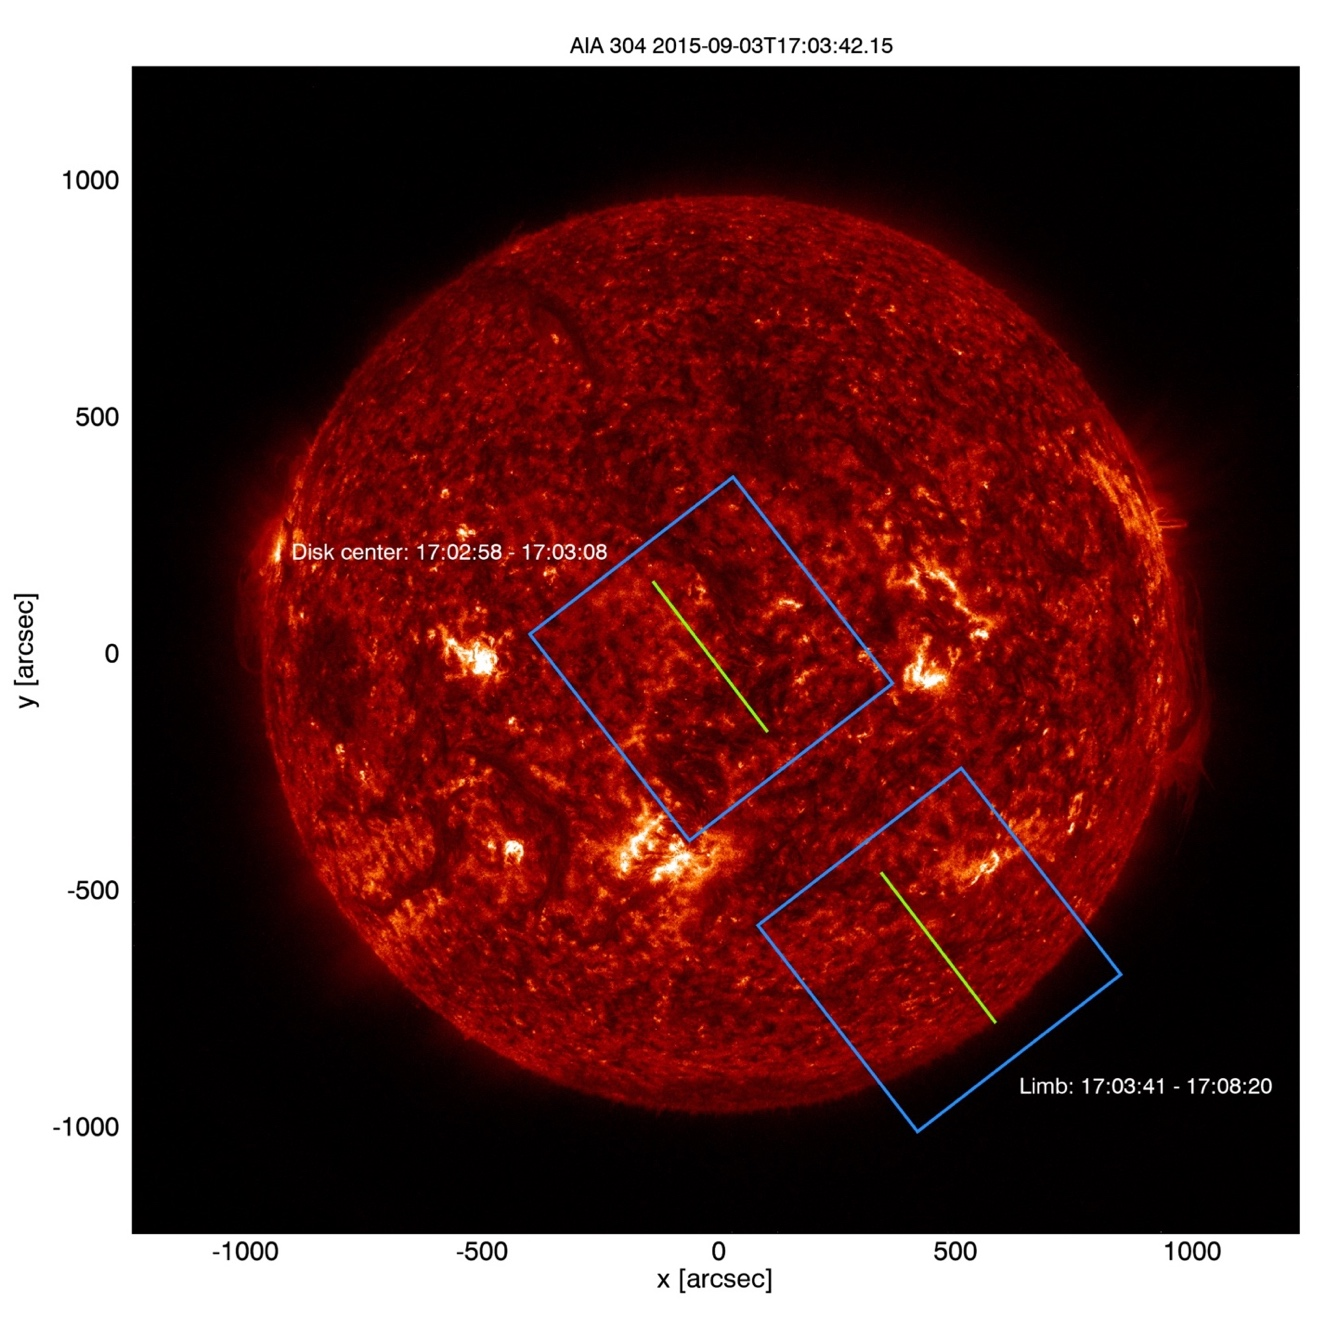 AIA 304 2015-09-03T17:03:42.15
1000
500
Disk center: 17:02:58 - 17:03:08
0
y [arcsec]
-500
Limb: 17:03:41 - 17:08:20
-1000
-1000 -500 0 500 1000
x [arcsec]